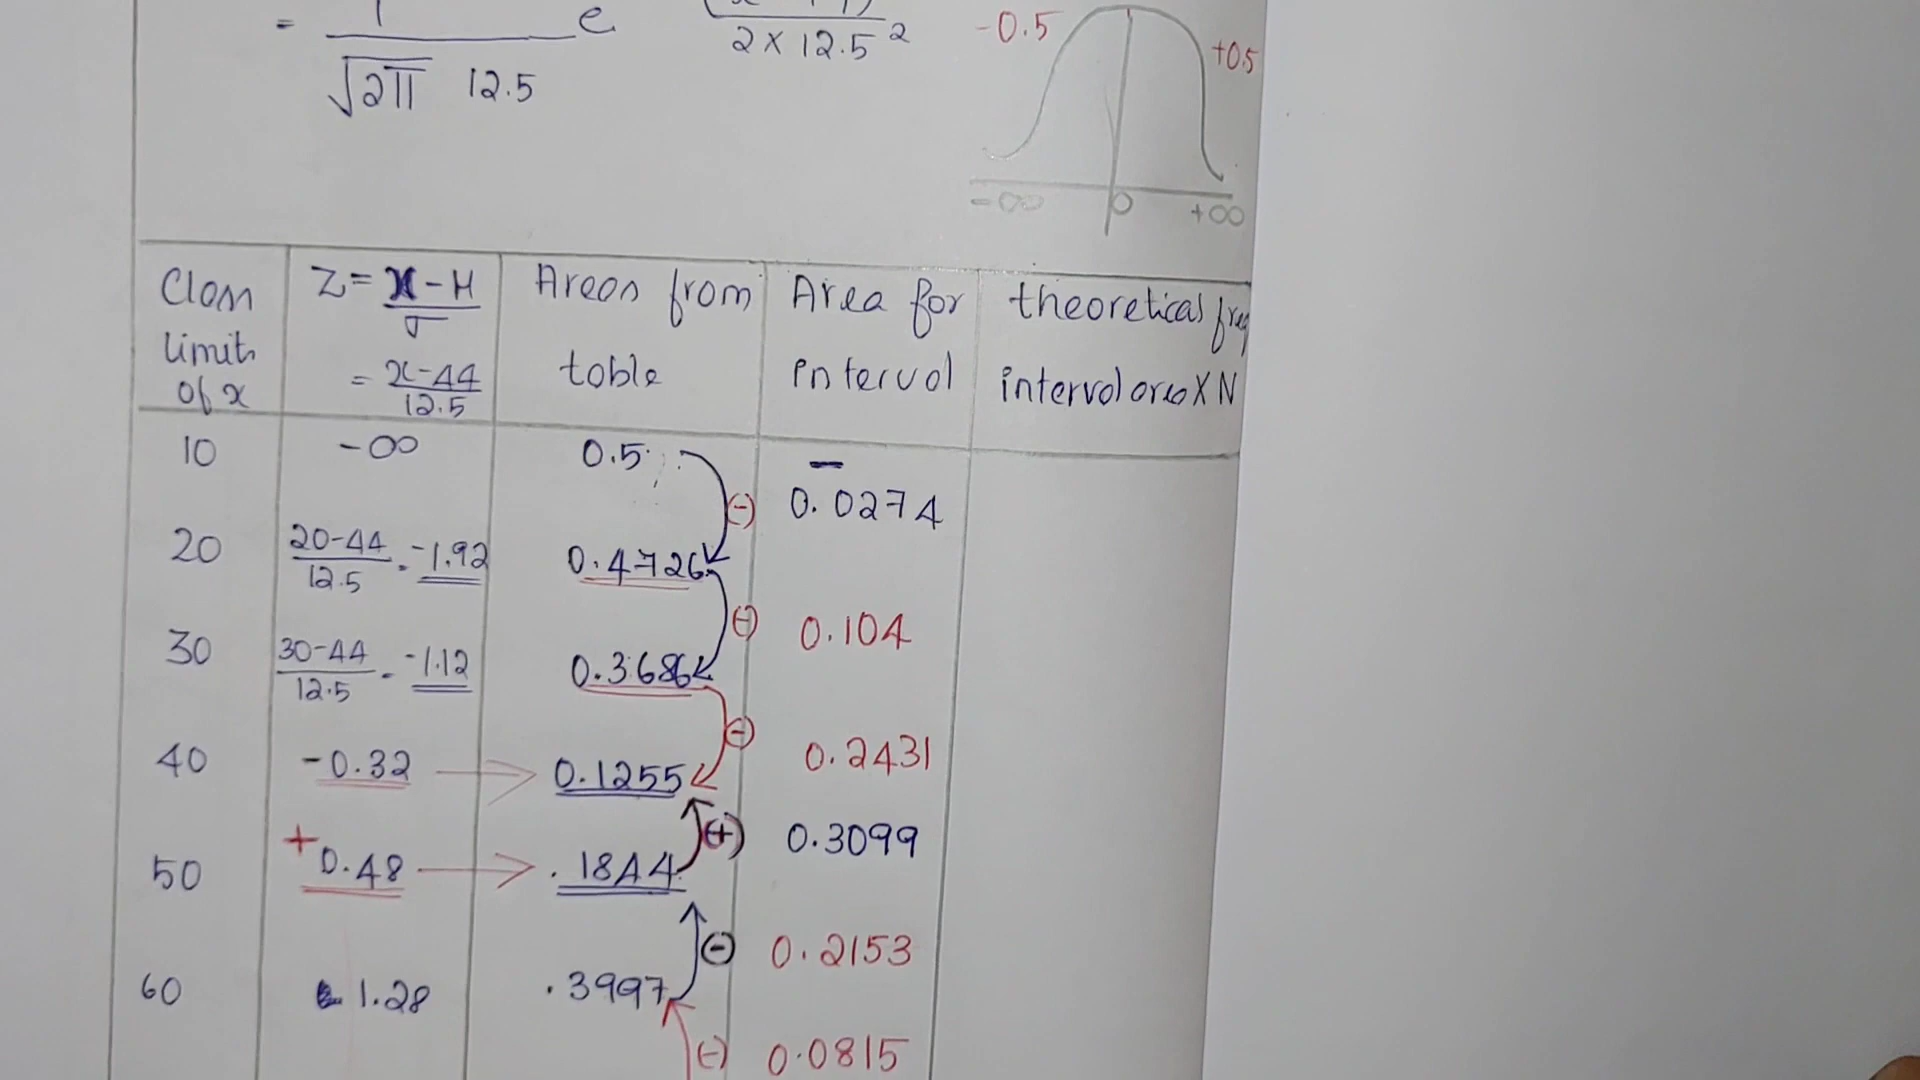 = 1 e
√2π 12.5
2 × 12.5²
-0.5
+0.5
-∞ 0 +∞
Class limits of x
Z = x - μ / σ
= x-44 / 12.5
Areas from table
Area for interval
theoretical freq
interval area X N
10 -∞ 0.5 -
(-) 0.0274
20 20-44 / 12.5 = -1.92 0.4726
(-) 0.104
30 30-44 / 12.5 = -1.12 0.3686
(-) 0.2431
40 -0.32 0.1255
(+) 0.3099
50 +0.48 .1844
(-) 0.2153
60 1.28 .3997
(-) 0.0815